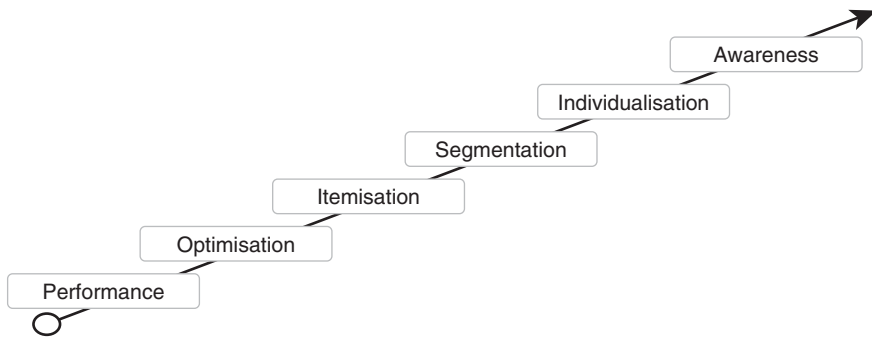 Awareness
Individualisation
Segmentation
Itemisation
Optimisation
Performance